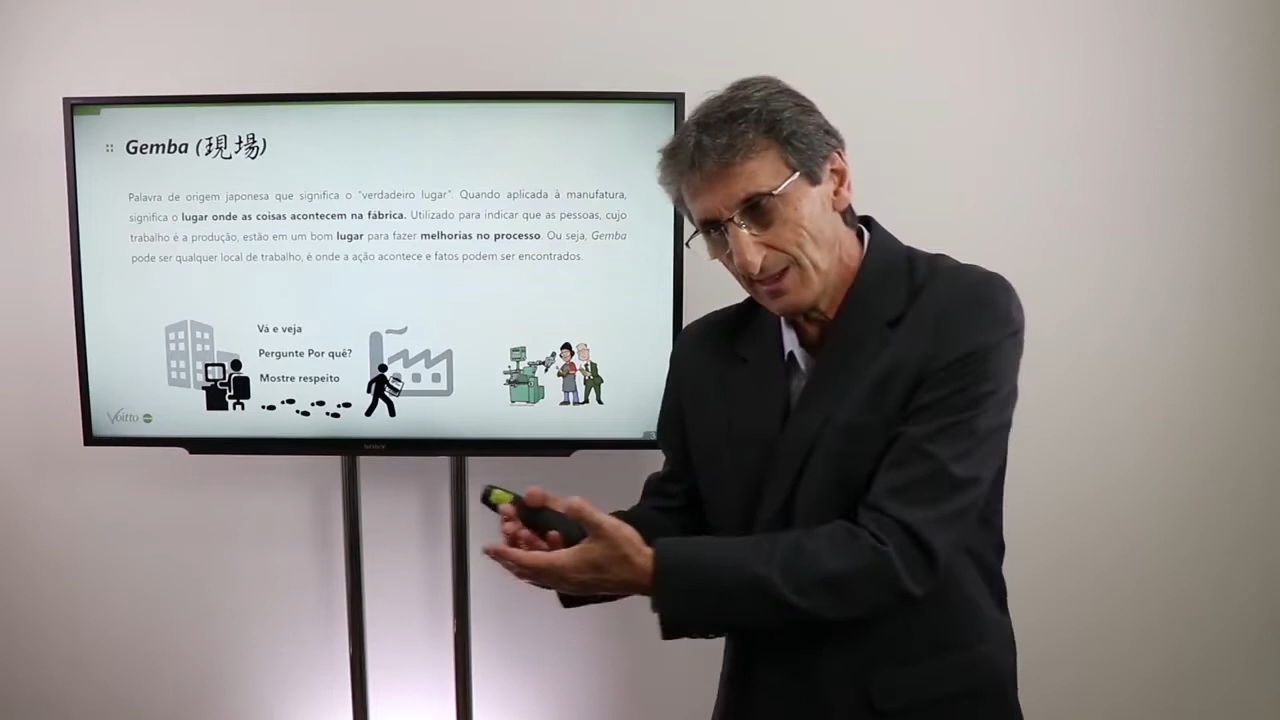 Gemba (現場)
Palavra de origem japonesa que significa o "verdadeiro lugar". Quando aplicada à manufatura,
significa o lugar onde as coisas acontecem na fábrica. Utilizado para indicar que as pessoas, cujo
trabalho é a produção, estão em um bom lugar para fazer melhorias no processo. Ou seja, Gemba
pode ser qualquer local de trabalho, é onde a ação acontece e fatos podem ser encontrados.
Vá e veja
Pergunte Por quê?
Mostre respeito
Voitto
SONY